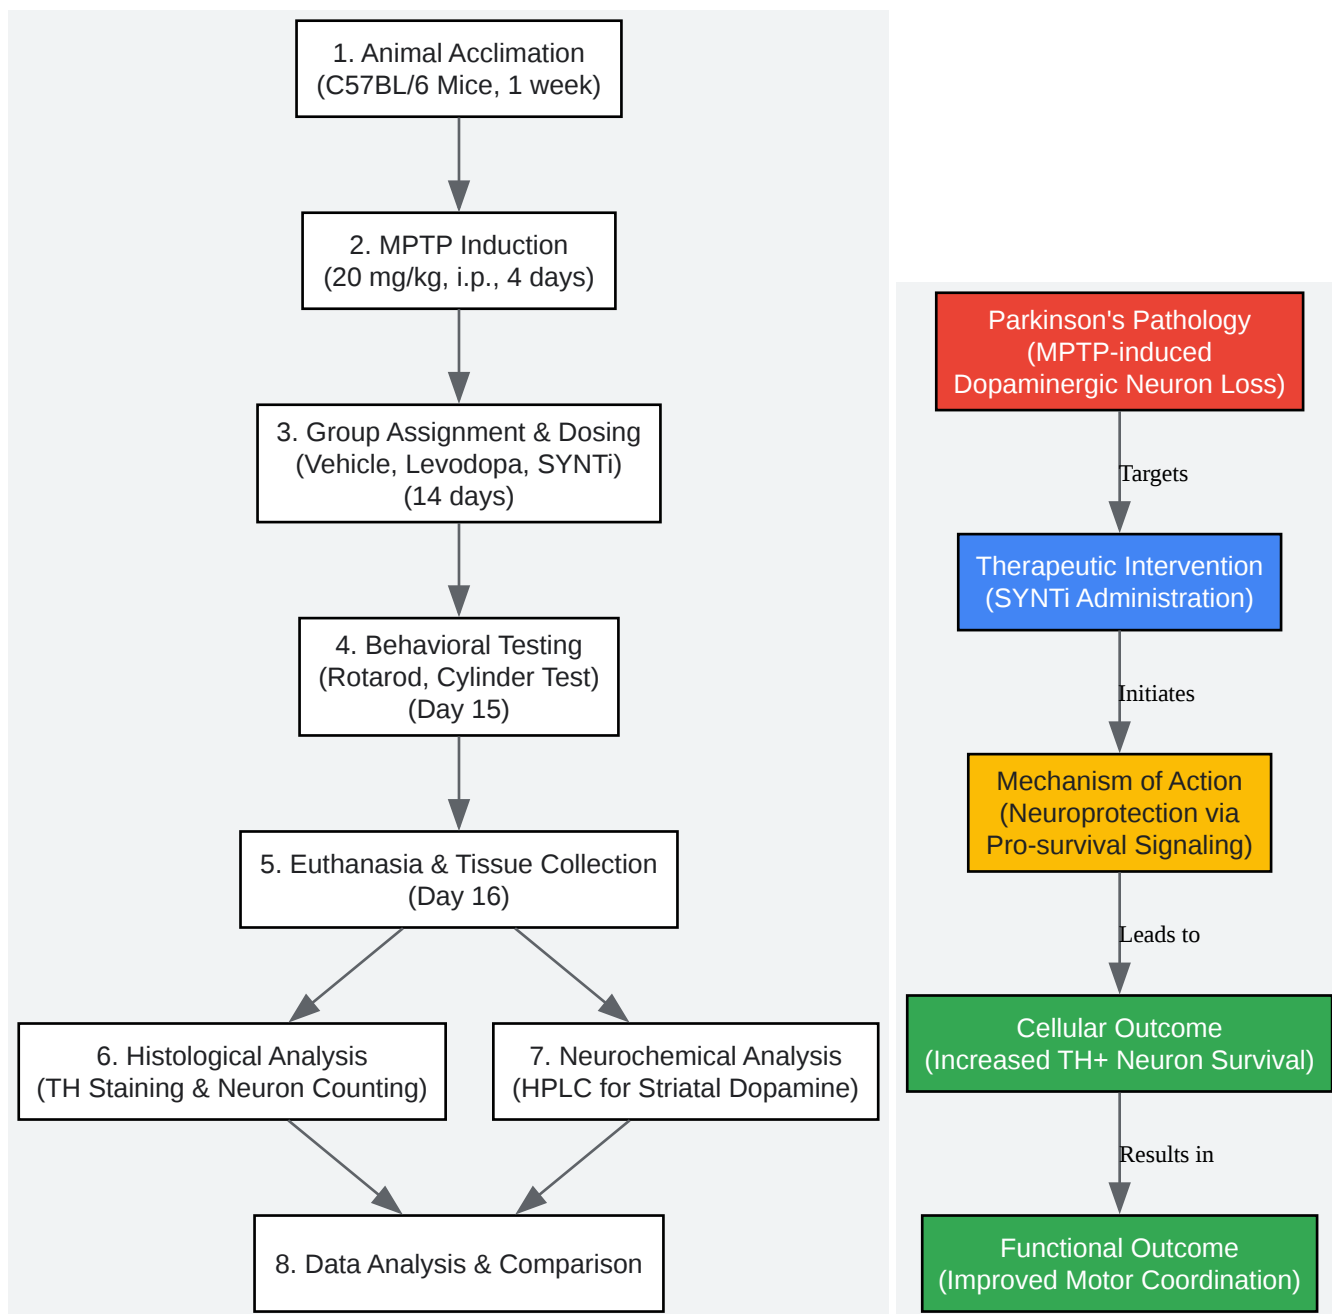 1. Animal Acclimation
(C57BL/6 Mice, 1 week)
2. MPTP Induction
(20 mg/kg, i.p., 4 days)
3. Group Assignment & Dosing
(Vehicle, Levodopa, SYNTi)
(14 days)
4. Behavioral Testing
(Rotarod, Cylinder Test)
(Day 15)
5. Euthanasia & Tissue Collection
(Day 16)
6. Histological Analysis
(TH Staining & Neuron Counting)
7. Neurochemical Analysis
(HPLC for Striatal Dopamine)
8. Data Analysis & Comparison
Parkinson's Pathology
(MPTP-induced
Dopaminergic Neuron Loss)
Targets
Therapeutic Intervention
(SYNTi Administration)
Initiates
Mechanism of Action
(Neuroprotection via
Pro-survival Signaling)
Leads to
Cellular Outcome
(Increased TH+ Neuron Survival)
Results in
Functional Outcome
(Improved Motor Coordination)